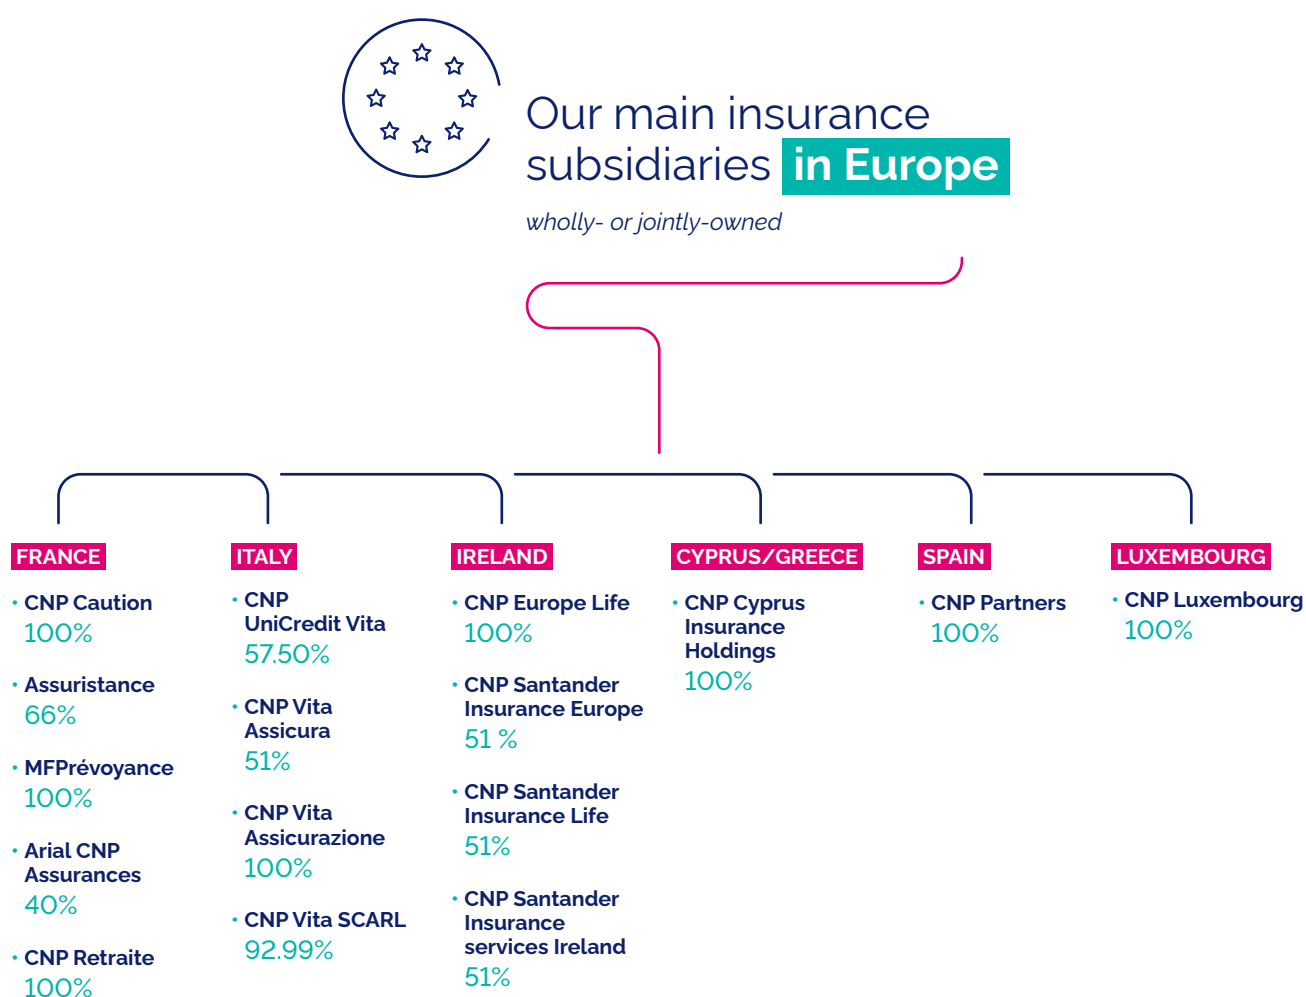 Our main insurance
subsidiaries in Europe
wholly- or jointly-owned
FRANCE
• CNP Caution
100%
• Assuristance
66%
• MFPrévoyance
100%
• Arial CNP
Assurances
40%
• CNP Retraite
100%
ITALY
• CNP
UniCredit Vita
57.50%
• CNP Vita
Assicura
51%
• CNP Vita
Assicurazione
100%
• CNP Vita SCARL
92.99%
IRELAND
• CNP Europe Life
100%
• CNP Santander
Insurance Europe
51 %
• CNP Santander
Insurance Life
51%
• CNP Santander
Insurance
services Ireland
51%
CYPRUS/GREECE
• CNP Cyprus
Insurance
Holdings
100%
SPAIN
• CNP Partners
100%
LUXEMBOURG
• CNP Luxembourg
100%